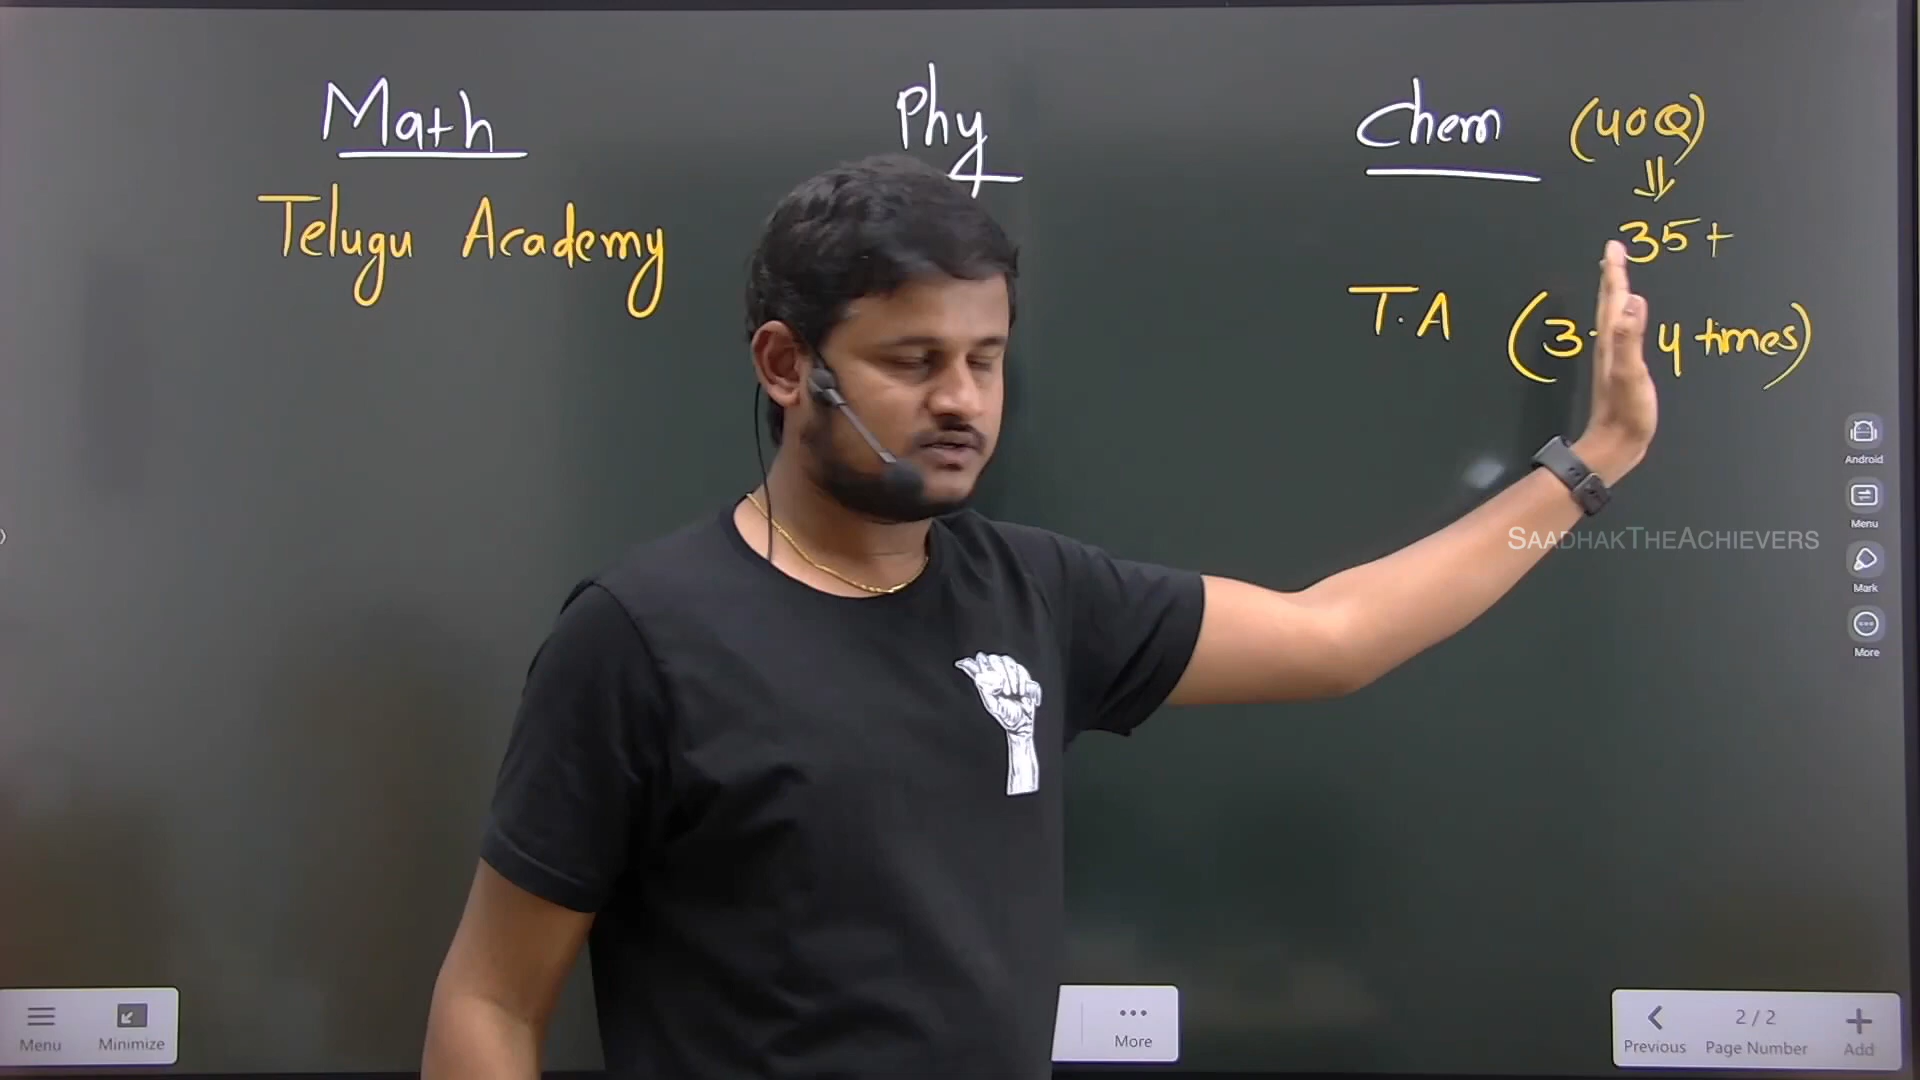 Math
Phy
Chem (40Q)
35+
Telugu Academy
T.A (3 4 times)
Android
Menu
SAADHAKTHEACHIEVERS
Mark
More
Menu
Minimize
More
Previous
2 / 2
Page Number
Add